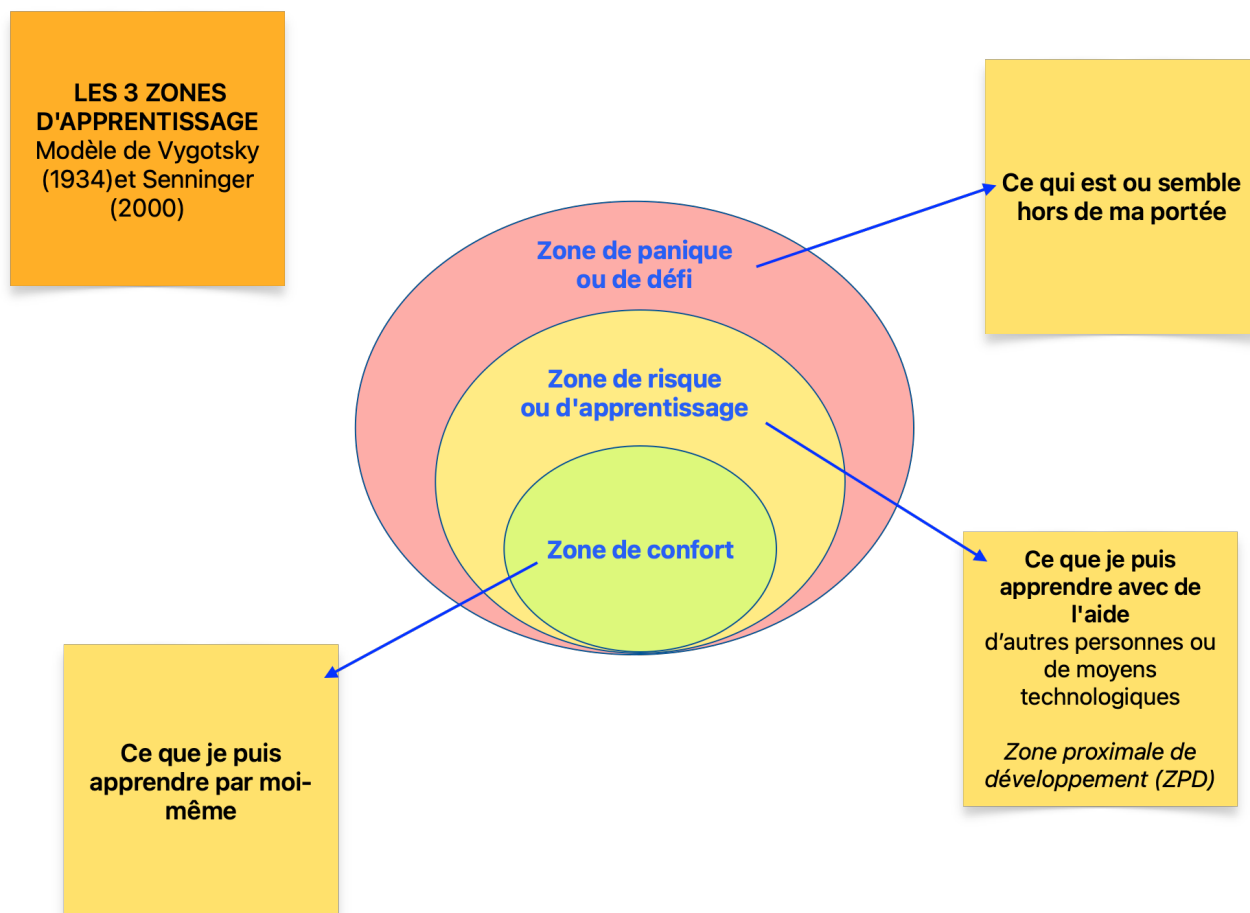 LES 3 ZONES
D'APPRENTISSAGE
Modèle de Vygotsky
(1934)et Senninger
(2000)
Ce qui est ou semble
hors de ma portée
Zone de panique
ou de défi
Zone de risque
ou d'apprentissage
Zone de confort
Ce que je puis
apprendre avec de
l'aide
d’autres personnes ou
de moyens
technologiques
Zone proximale de
développement (ZPD)
Ce que je puis
apprendre par moi-
même